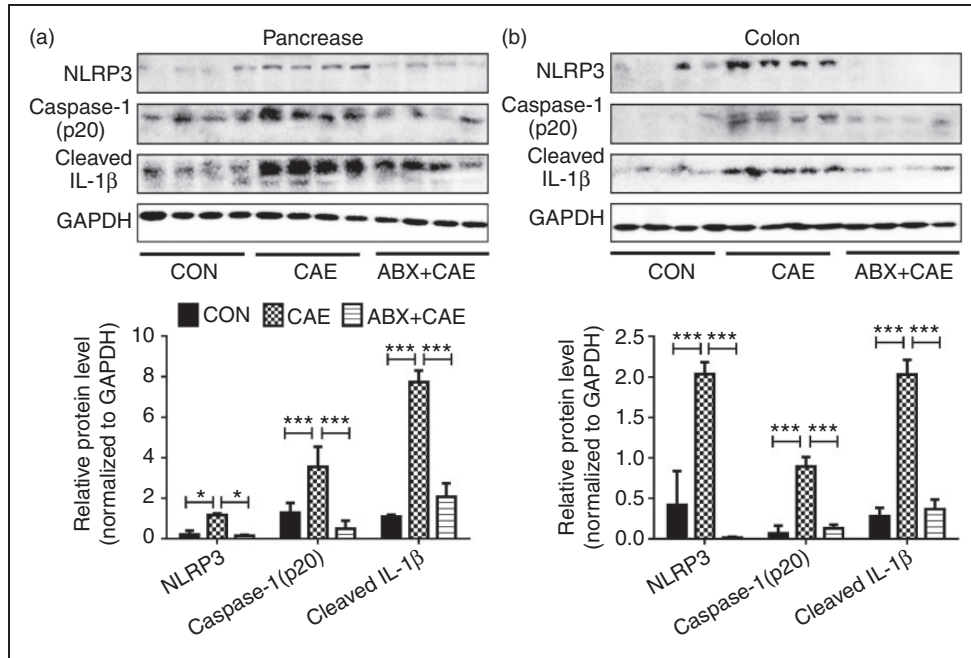 (a)
Pancrease
NLRP3
Caspase-1
(p20)
Cleaved
IL-1β
GAPDH
CON CAE ABX+CAE
CON CAE ABX+CAE
Relative protein level
(normalized to GAPDH)
10
8
6
4
2
0
*** ***
*** ***
* *
NLRP3
Caspase-1(p20)
Cleaved IL-1β
(b)
Colon
NLRP3
Caspase-1
(p20)
Cleaved
IL-1β
GAPDH
CON CAE ABX+CAE
Relative protein level
(normalized to GAPDH)
2.5
2.0
1.5
1.0
0.5
0.0
*** ***
*** ***
*** ***
NLRP3
Caspase-1(p20)
Cleaved IL-1β